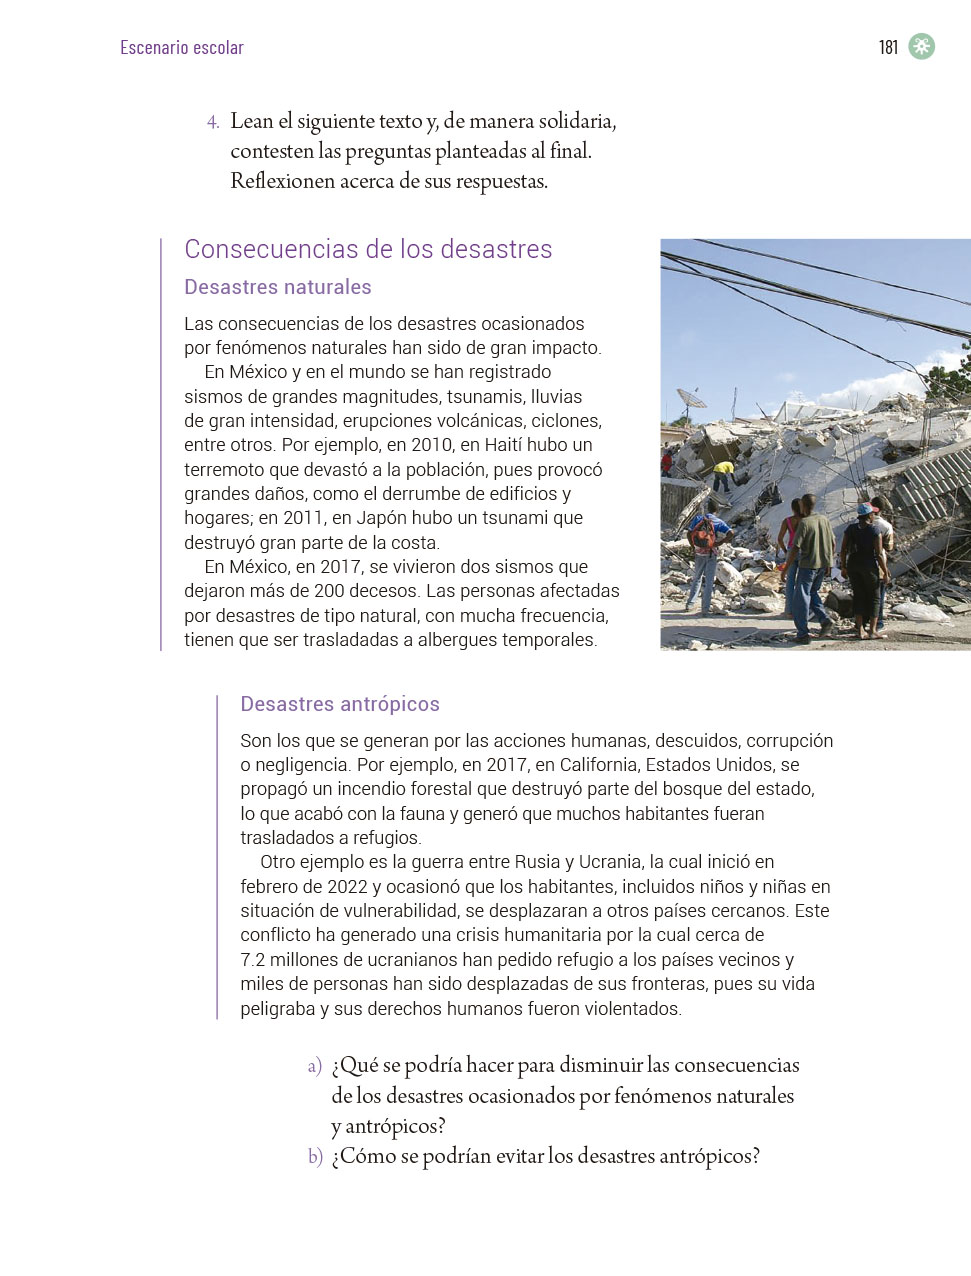 Escenario escolar
181
4. Lean el siguiente texto y, de manera solidaria,
contesten las preguntas planteadas al final.
Reflexionen acerca de sus respuestas.
Consecuencias de los desastres
Desastres naturales
Las consecuencias de los desastres ocasionados
por fenómenos naturales han sido de gran impacto.
En México y en el mundo se han registrado
sismos de grandes magnitudes, tsunamis, lluvias
de gran intensidad, erupciones volcánicas, ciclones,
entre otros. Por ejemplo, en 2010, en Haití hubo un
terremoto que devastó a la población, pues provocó
grandes daños, como el derrumbe de edificios y
hogares; en 2011, en Japón hubo un tsunami que
destruyó gran parte de la costa.
En México, en 2017, se vivieron dos sismos que
dejaron más de 200 decesos. Las personas afectadas
por desastres de tipo natural, con mucha frecuencia,
tienen que ser trasladadas a albergues temporales.
Desastres antrópicos
Son los que se generan por las acciones humanas, descuidos, corrupción
o negligencia. Por ejemplo, en 2017, en California, Estados Unidos, se
propagó un incendio forestal que destruyó parte del bosque del estado,
lo que acabó con la fauna y generó que muchos habitantes fueran
trasladados a refugios.
Otro ejemplo es la guerra entre Rusia y Ucrania, la cual inició en
febrero de 2022 y ocasionó que los habitantes, incluidos niños y niñas en
situación de vulnerabilidad, se desplazaran a otros países cercanos. Este
conflicto ha generado una crisis humanitaria por la cual cerca de
7.2 millones de ucranianos han pedido refugio a los países vecinos y
miles de personas han sido desplazadas de sus fronteras, pues su vida
peligraba y sus derechos humanos fueron violentados.
a) ¿Qué se podría hacer para disminuir las consecuencias
de los desastres ocasionados por fenómenos naturales
y antrópicos?
b) ¿Cómo se podrían evitar los desastres antrópicos?